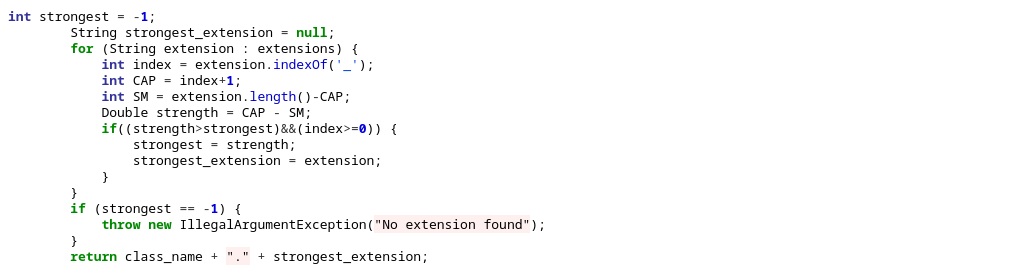 int strongest = -1;
        String strongest_extension = null;
        for (String extension : extensions) {
            int index = extension.indexOf('_');
            int CAP = index+1;
            int SM = extension.length()-CAP;
            Double strength = CAP - SM;
            if((strength>strongest)&&(index>=0)) {
                strongest = strength;
                strongest_extension = extension;
            }
        }
        if (strongest == -1) {
            throw new IllegalArgumentException("No extension found");
        }
        return class_name + "." + strongest_extension;